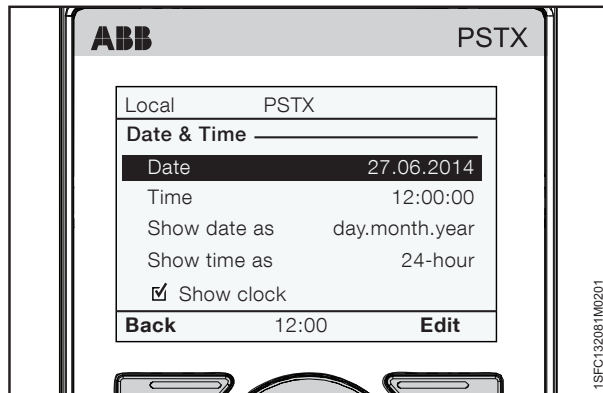 ABB PSTX
Local PSTX
Date & Time
Date 27.06.2014
Time 12:00:00
Show date as day.month.year
Show time as 24-hour
Show clock
Back 12:00 Edit
1SFC132081M0201